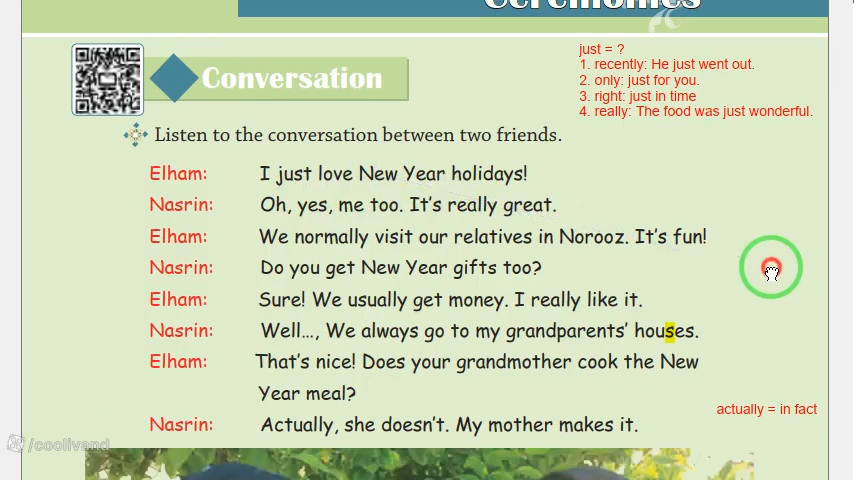 Ceremonies
just = ?
1. recently: He just went out.
2. only: just for you.
3. right: just in time
4. really: The food was just wonderful.
Conversation
Listen to the conversation between two friends.
Elham: I just love New Year holidays!
Nasrin: Oh, yes, me too. It's really great.
Elham: We normally visit our relatives in Norooz. It's fun!
Nasrin: Do you get New Year gifts too?
Elham: Sure! We usually get money. I really like it.
Nasrin: Well…, We always go to my grandparents' houses.
Elham: That's nice! Does your grandmother cook the New
Year meal?
actually = in fact
Nasrin: Actually, she doesn't. My mother makes it.
/coolivand